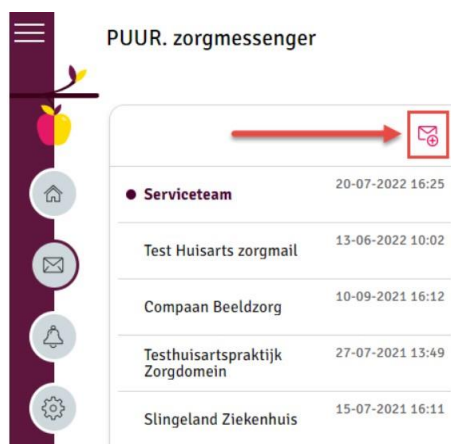 PUUR. zorgmessenger
Serviceteam 20-07-2022 16:25
Test Huisarts zorgmail 13-06-2022 10:02
Compaan Beeldzorg 10-09-2021 16:12
Testhuisartspraktijk 27-07-2021 13:49
Zorgdomein
Slingeland Ziekenhuis 15-07-2021 16:11